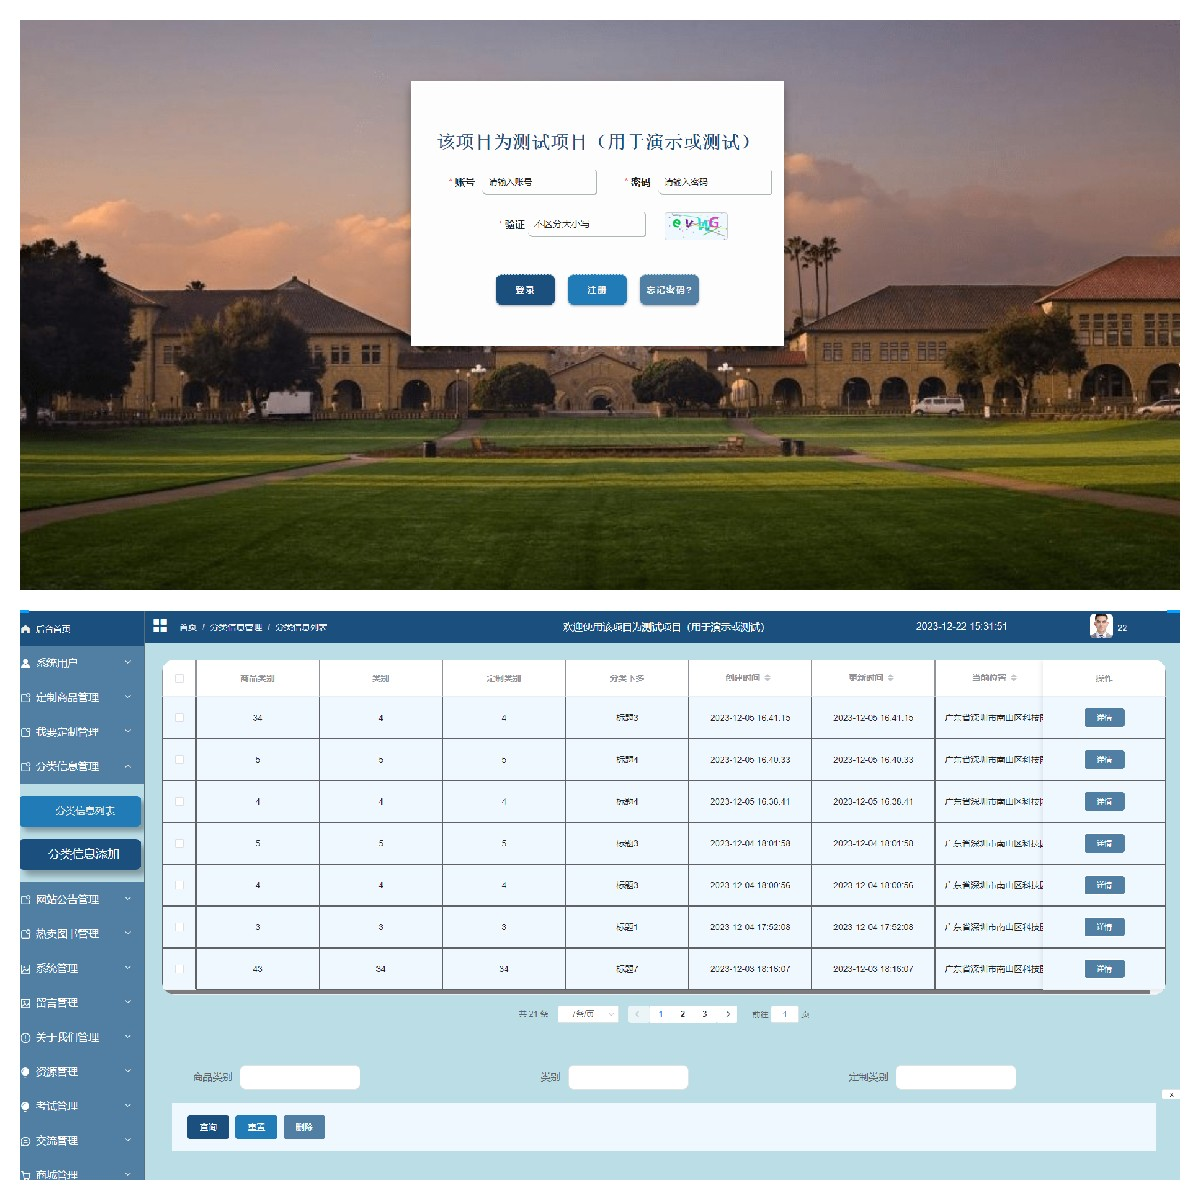 该项目为测试项目（用于演示或测试）
* 账号 请输入账号 * 密码 请输入密码
* 验证 不区分大小写
登录 注册 忘记密码?
后台首页 首页 / 分类信息管理 / 分类信息列表 欢迎使用该项目为测试项目（用于演示或测试） 2023-12-22 15:31:51 22
系统用户
定制商品管理
我要定制管理
分类信息管理
分类信息列表
分类信息添加
网站公告管理
热卖图书管理
系统管理
留言管理
关于我们管理
资源管理
考试管理
交流管理
商城管理
商品类别 类别 定制类别 分类下多 创建时间 更新时间 当前位置 操作
34 4 4 标题3 2023-12-05 16:41:15 2023-12-05 16:41:15 广东省深圳市南山区科技 详情
5 5 5 标题4 2023-12-05 16:40:33 2023-12-05 16:40:33 广东省深圳市南山区科技 详情
4 4 4 标题4 2023-12-05 16:38:41 2023-12-05 16:38:41 广东省深圳市南山区科技 详情
5 5 5 标题3 2023-12-04 18:01:58 2023-12-04 18:01:58 广东省深圳市南山区科技 详情
4 4 4 标题3 2023-12-04 18:00:56 2023-12-04 18:00:56 广东省深圳市南山区科技 详情
3 3 3 标题1 2023-12-04 17:52:08 2023-12-04 17:52:08 广东省深圳市南山区科技 详情
43 34 34 标题7 2023-12-03 18:16:07 2023-12-03 18:16:07 广东省深圳市南山区科技 详情
共 21 条 7条/页 1 2 3 前往 1 页
商品类别 类别 定制类别
x
查询 重置 删除